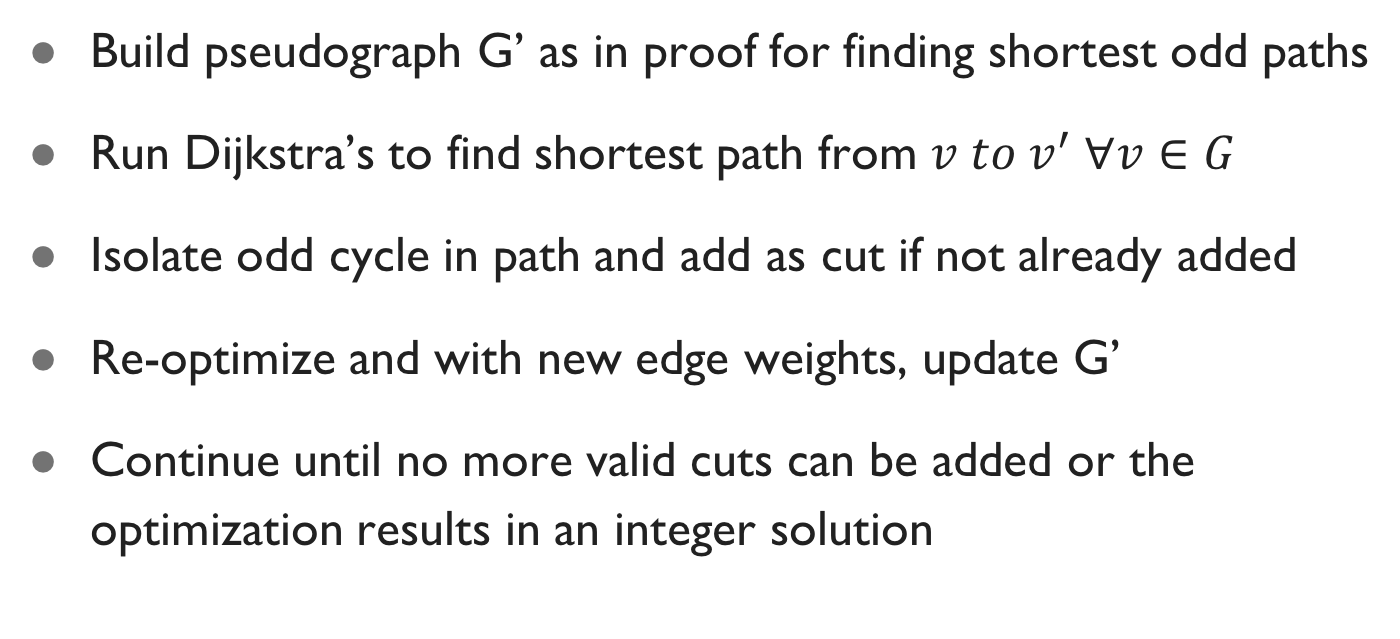 • Build pseudograph G’ as in proof for finding shortest odd paths
• Run Dijkstra’s to find shortest path from 𝑣 𝑡𝑜 𝑣′ ∀𝑣 ∈ 𝐺
• Isolate odd cycle in path and add as cut if not already added
• Re-optimize and with new edge weights, update G’
• Continue until no more valid cuts can be added or the
optimization results in an integer solution